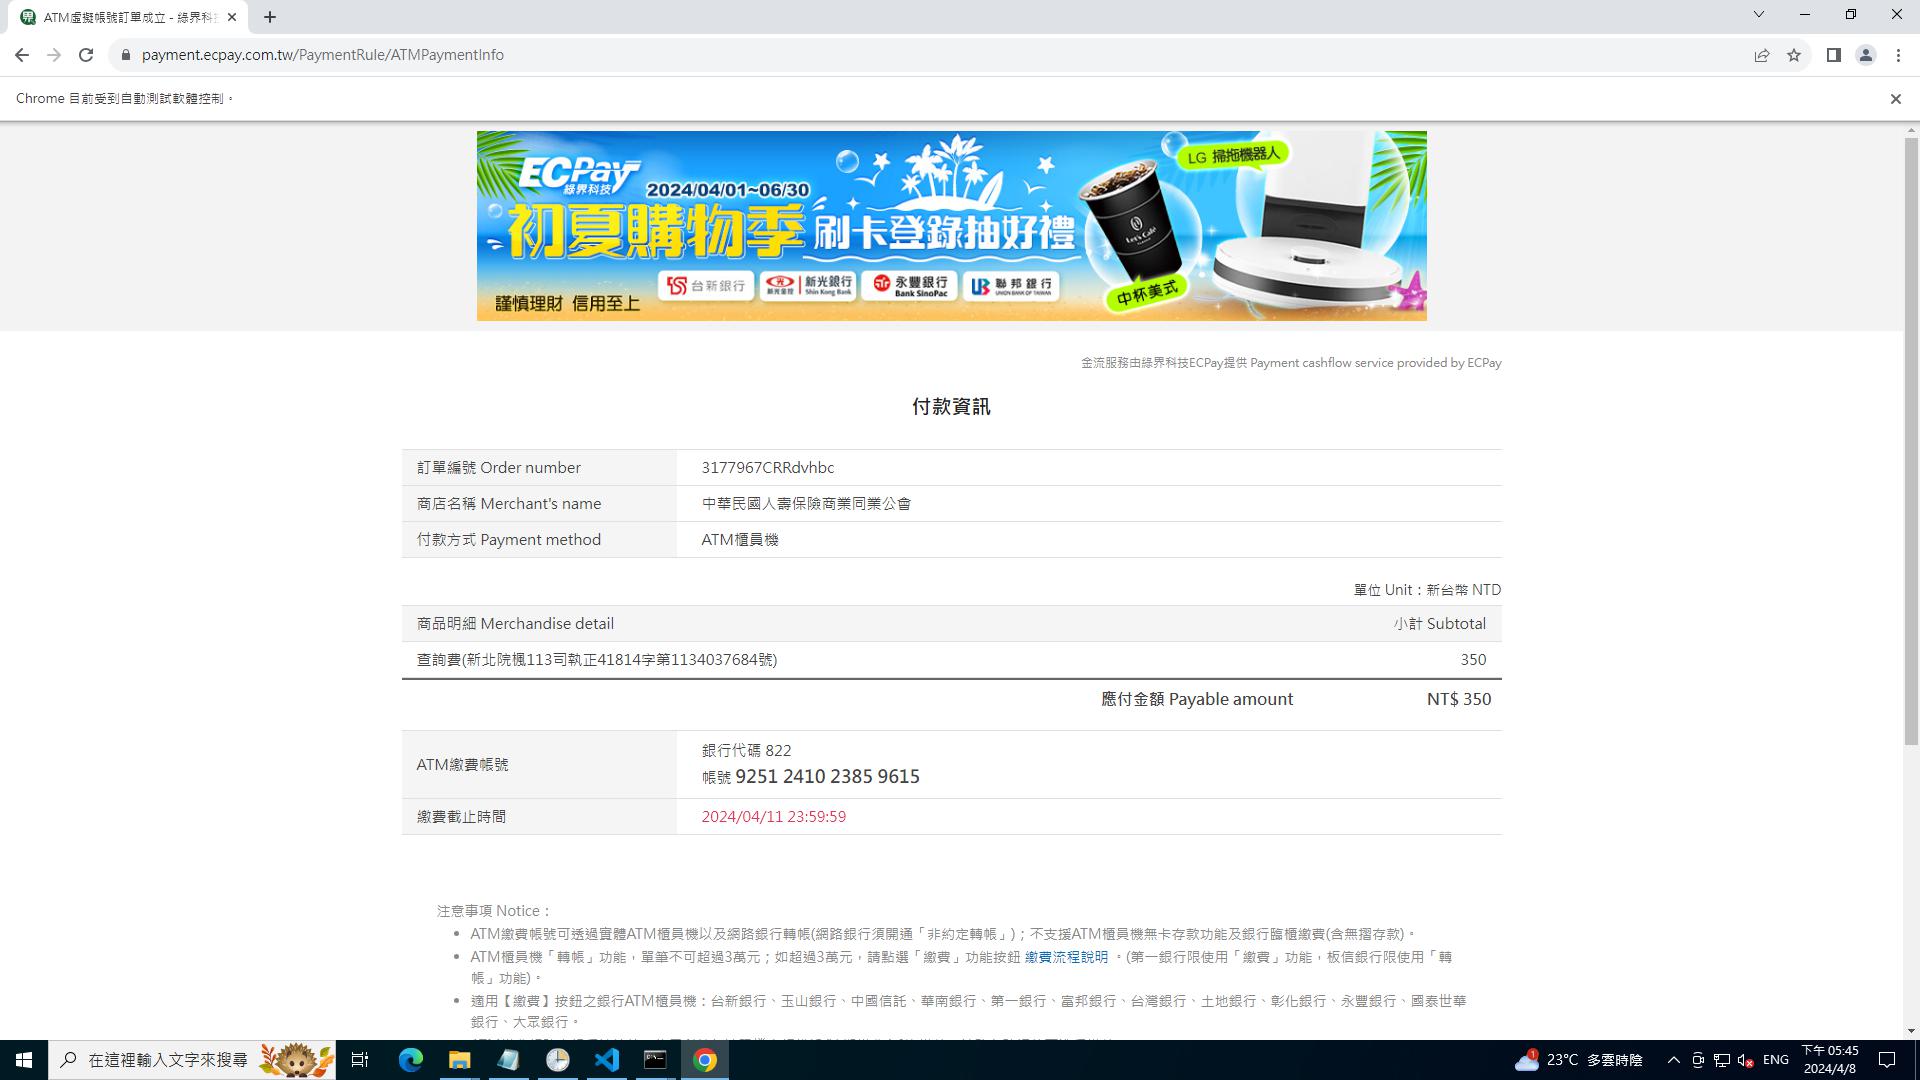 ATM虛擬帳號訂單成立 - 綠界科
payment.ecpay.com.tw/PaymentRule/ATMPaymentInfo
Chrome 目前受到自動測試軟體控制。
ECPay
綠界科技
2024/04/01~06/30
初夏購物季 刷卡登錄抽好禮
LG 掃拖機器人
Let's Café
台新銀行
新光金控 新光銀行 Shin Kong Bank
永豐銀行 Bank SinoPac
聯邦銀行 UNION BANK OF TAIWAN
中杯美式
謹慎理財 信用至上
金流服務由綠界科技ECPay提供 Payment cashflow service provided by ECPay
付款資訊
訂單編號 Order number 3177967CRRdvhbc
商店名稱 Merchant's name 中華民國人壽保險商業同業公會
付款方式 Payment method ATM櫃員機
單位 Unit：新台幣 NTD
商品明細 Merchandise detail 小計 Subtotal
查詢費(新北院楓113司執正41814字第1134037684號) 350
應付金額 Payable amount NT$ 350
ATM繳費帳號
銀行代碼 822
帳號 9251 2410 2385 9615
繳費截止時間 2024/04/11 23:59:59
注意事項 Notice：
ATM繳費帳號可透過實體ATM櫃員機以及網路銀行轉帳(網路銀行須開通「非約定轉帳」)；不支援ATM櫃員機無卡存款功能及銀行臨櫃繳費(含無摺存款)。
ATM櫃員機「轉帳」功能，單筆不可超過3萬元；如超過3萬元，請點選「繳費」功能按鈕 繳費流程說明 。(第一銀行限使用「繳費」功能，板信銀行限使用「轉
帳」功能)。
適用【繳費】按鈕之銀行ATM櫃員機：台新銀行、玉山銀行、中國信託、華南銀行、第一銀行、富邦銀行、台灣銀行、土地銀行、彰化銀行、永豐銀行、國泰世華
銀行、大眾銀行。
在這裡輸入文字來搜尋
1
23°C 多雲時陰
ENG
下午 05:45
2024/4/8